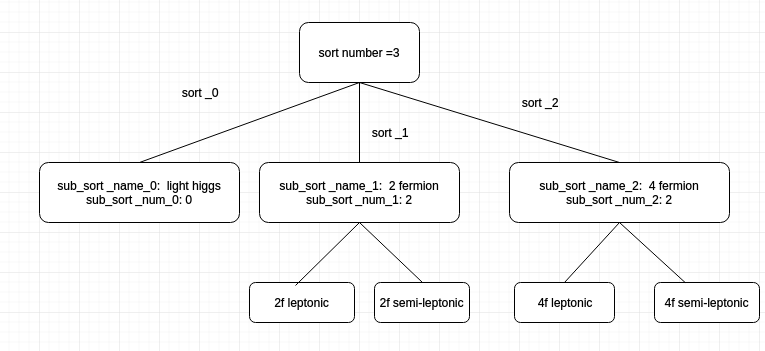 sort number =3
sort _0
sort _1
sort _2
sub_sort _name_0:  light higgs
sub_sort _num_0: 0
sub_sort _name_1:  2 fermion
sub_sort _num_1: 2
sub_sort _name_2:  4 fermion
sub_sort _num_2: 2
2f leptonic
2f semi-leptonic
4f leptonic
4f semi-leptonic